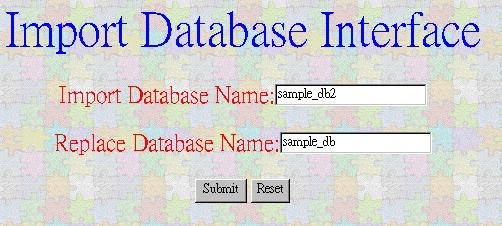 Import Database Interface
Import Database Name:sample_db2
Replace Database Name:sample_db
Submit Reset